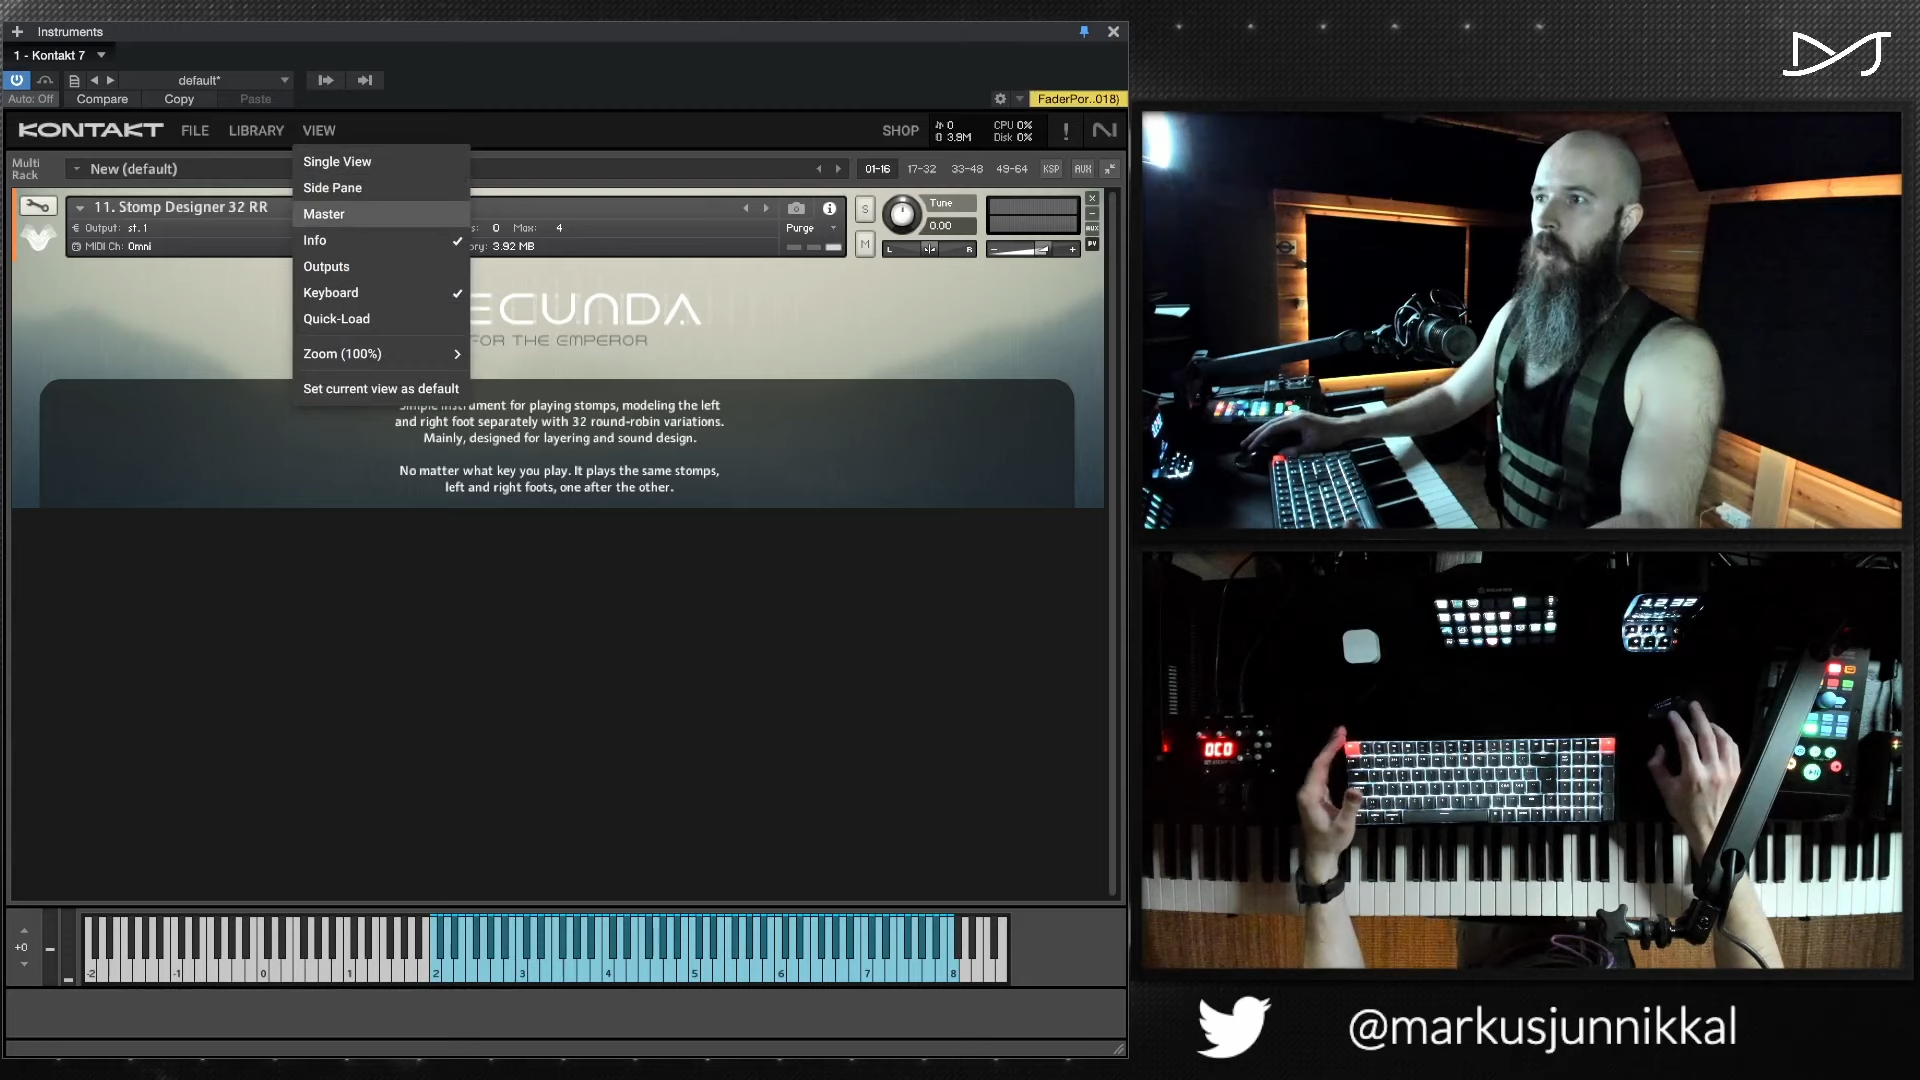 Instruments
1 - Kontakt 7
default*
Auto: Off
Compare
Copy
Paste
FaderPor..018)
KONTAKT
FILE
LIBRARY
VIEW
SHOP
0
0 3.9M
CPU 0%
Disk 0%
Multi
Rack
New (default)
01-16
17-32
33-48
49-64
KSP
AUX
Single View
Side Pane
Master
Info
Outputs
Keyboard
Quick-Load
Zoom (100%)
Set current view as default
11. Stomp Designer 32 RR
Output: st.1
MIDI Ch: Omni
0 Max: 4
3.92 MB
Purge
S
M
Tune
0.00
L
R
AUX
PV
ECUNDA
FOR THE EMPEROR
Simple instrument for playing stomps, modeling the left
and right foot separately with 32 round-robin variations.
Mainly, designed for layering and sound design.
No matter what key you play. It plays the same stomps,
left and right foots, one after the other.
+0
-2
-1
0
1
2
3
4
5
6
7
8
@markusjunnikkal